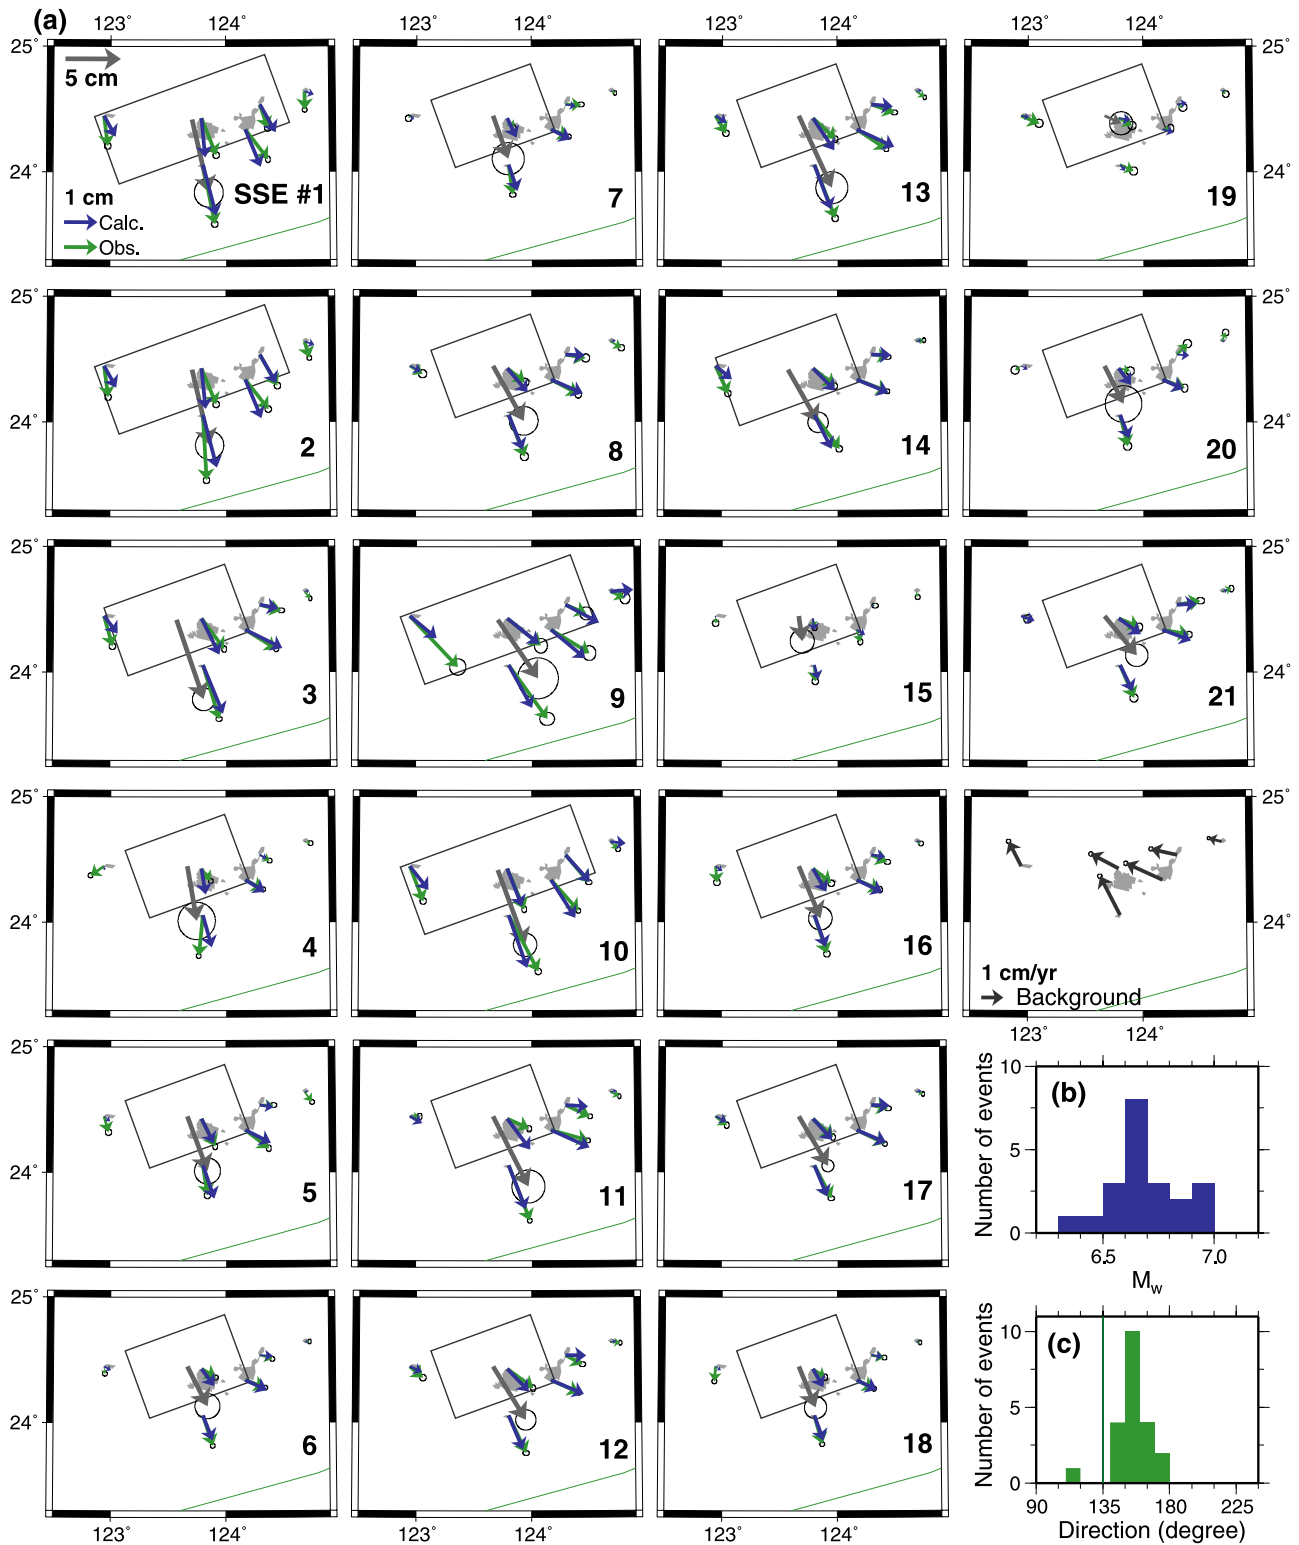 (a)
123° 124° 123° 124° 123° 124° 123° 124°
25° 25°
5 cm
24° 24°
1 cm
SSE #1 7 13 19
Calc.
Obs.
25° 25°
24° 24°
2 8 14 20
25° 25°
24° 24°
3 9 15 21
25° 25°
24° 24°
4 10 16
1 cm/yr
Background
123° 124°
25°
24°
5 11 17
25°
24°
6 12 18
123° 124° 123° 124° 123° 124°
(b)
Number of events
10
5
0
6.5 7.0
Mw
(c)
Number of events
10
5
0
90 135 180 225
Direction (degree)